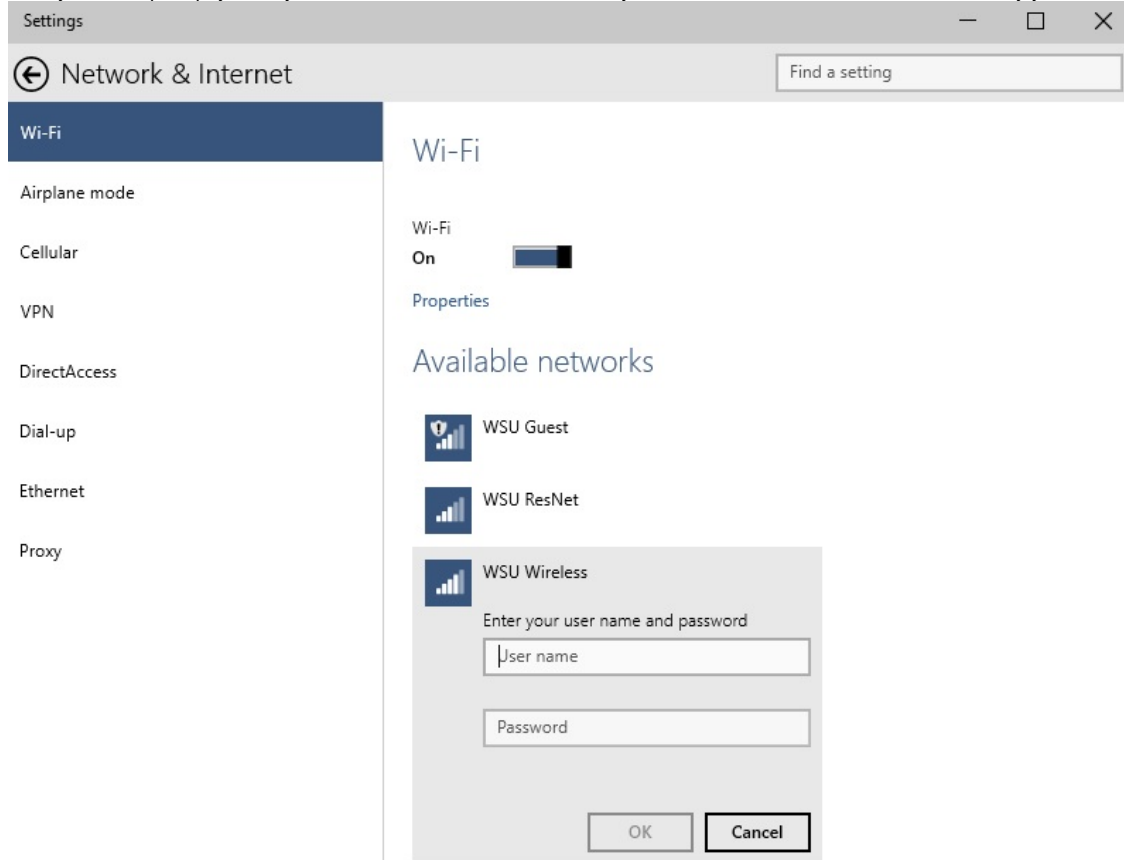 Settings
Network & Internet
Find a setting
Wi-Fi
Airplane mode
Cellular
VPN
DirectAccess
Dial-up
Ethernet
Proxy
Wi-Fi
Wi-Fi
On
Properties
Available networks
WSU Guest
WSU ResNet
WSU Wireless
Enter your user name and password
User name
Password
OK
Cancel